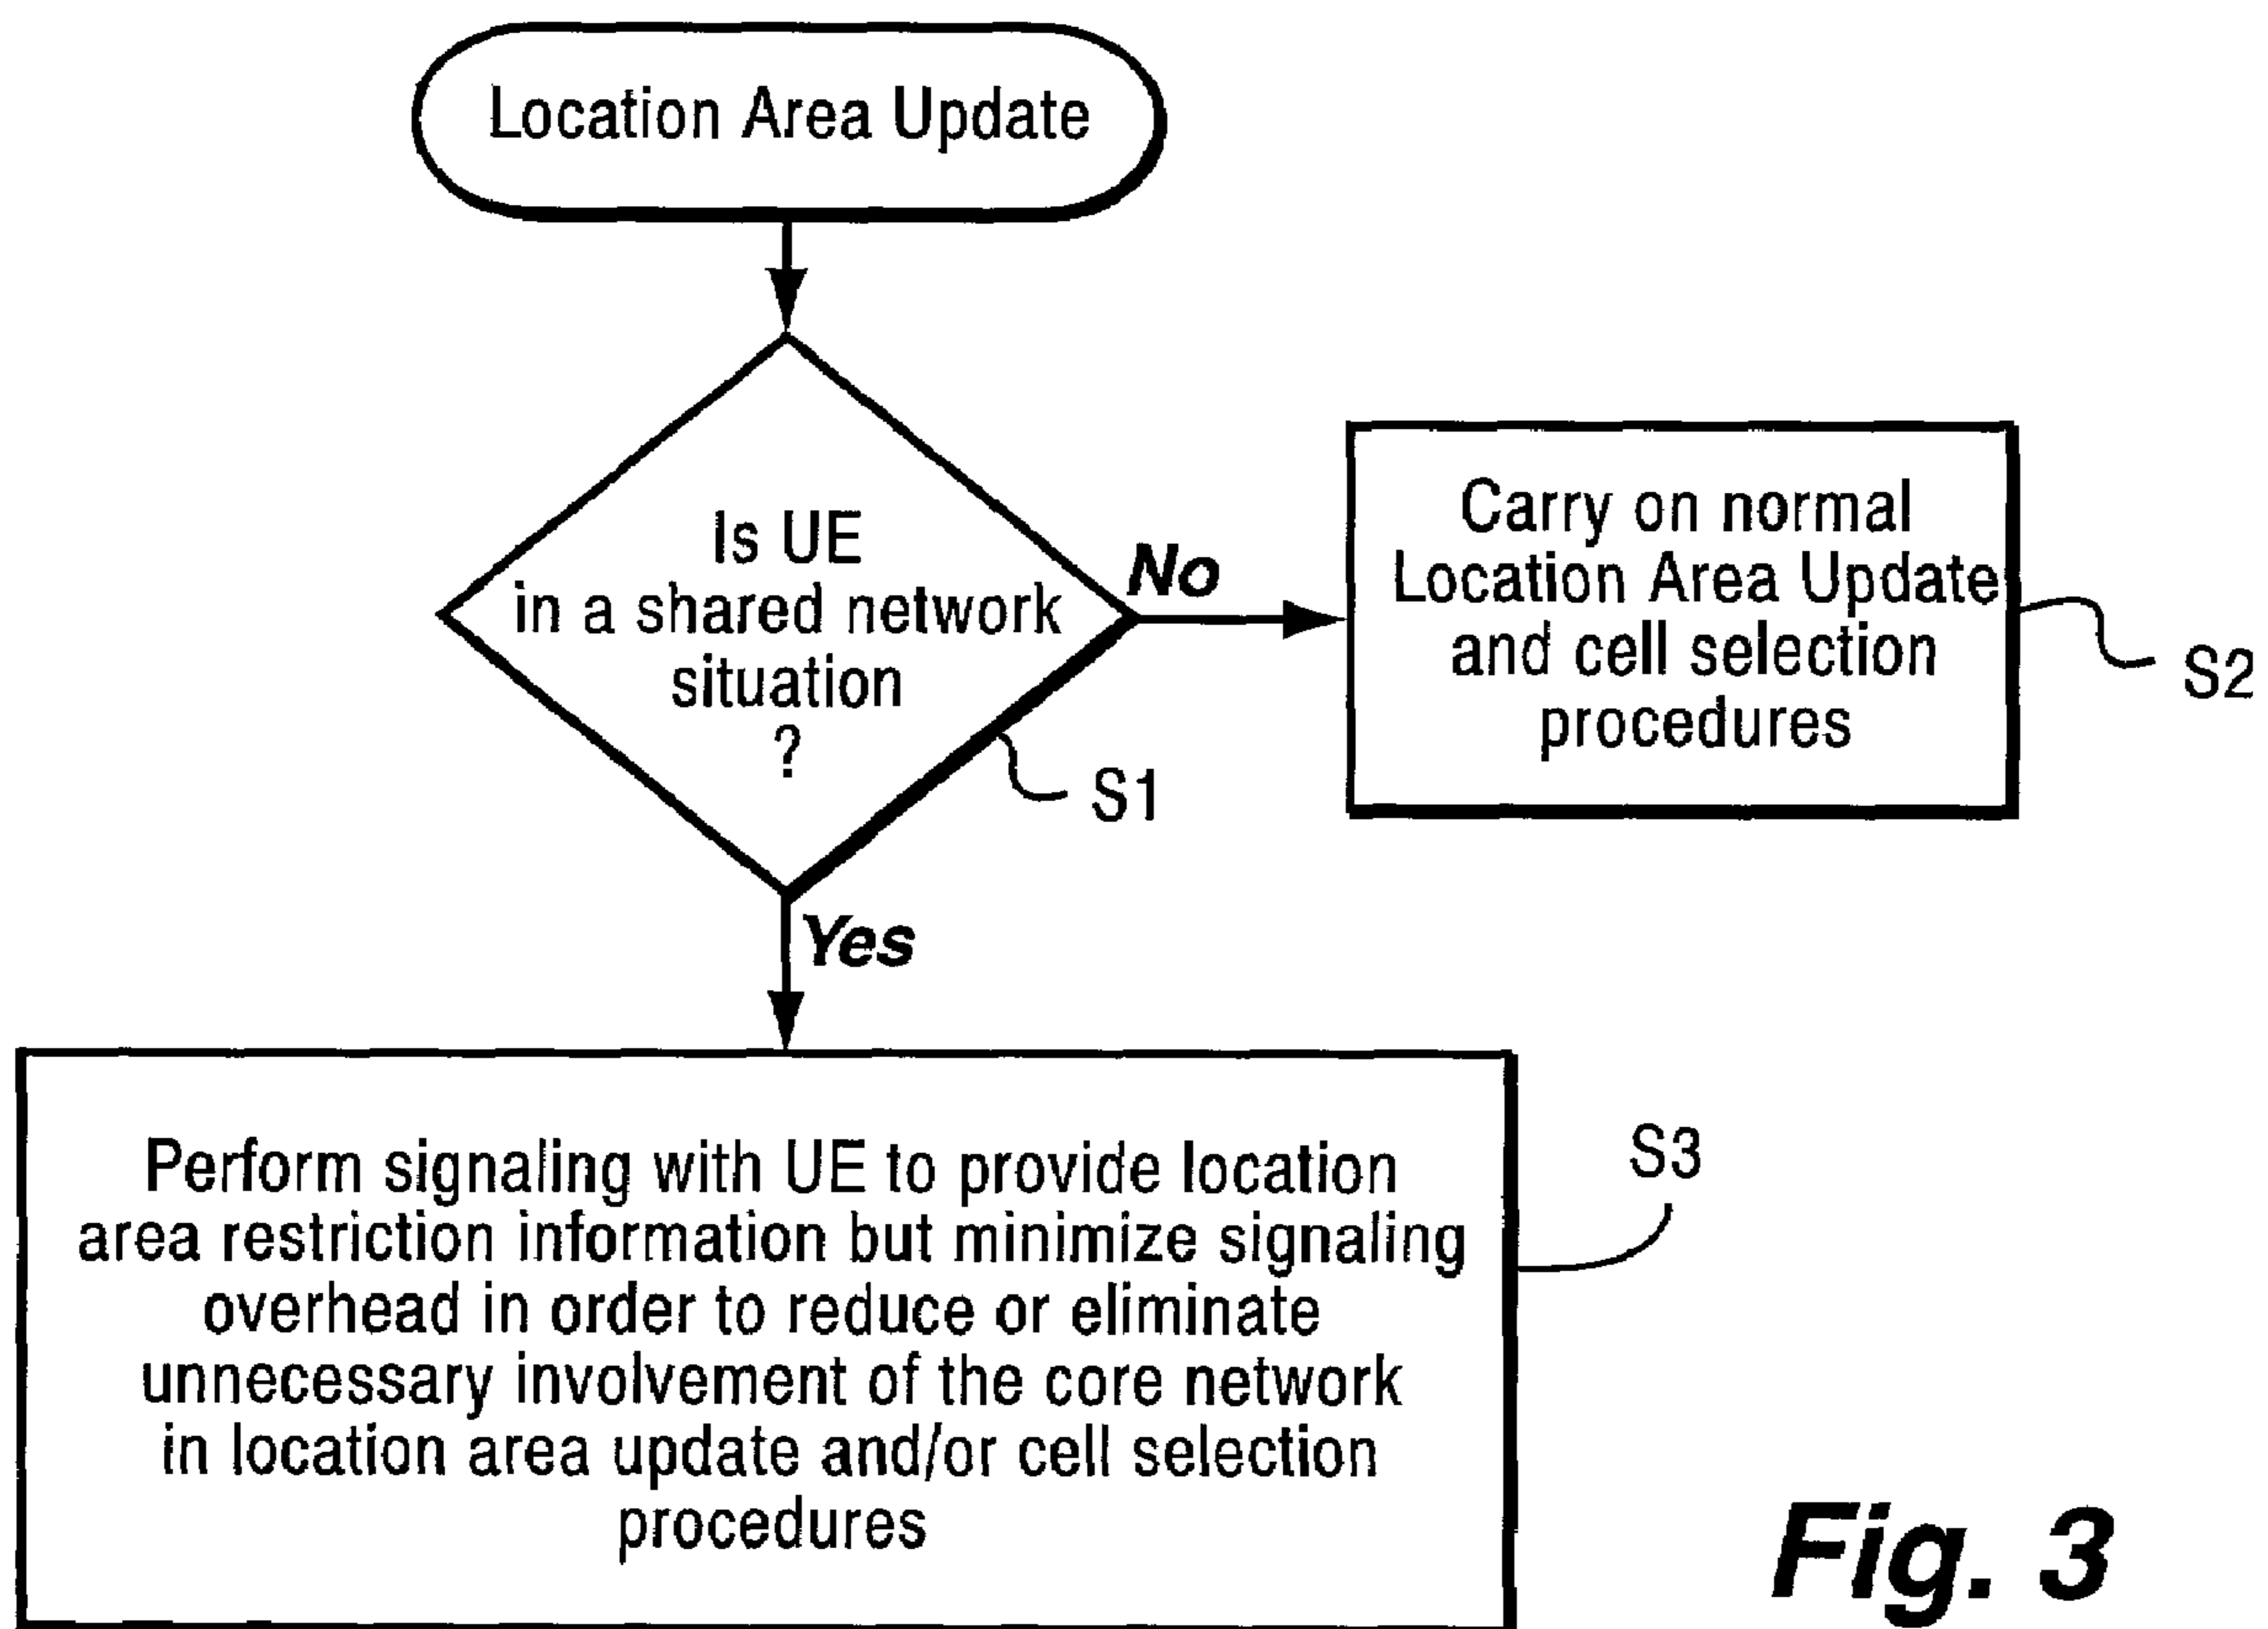 Location Area Update
Is UE
in a shared network
situation
?
No
Yes
S1
Carry on normal
Location Area Update
and cell selection
procedures
S2
Perform signaling with UE to provide location
area restriction information but minimize signaling
overhead in order to reduce or eliminate
unnecessary involvement of the core network
in location area update and/or cell selection
procedures
S3
Fig. 3